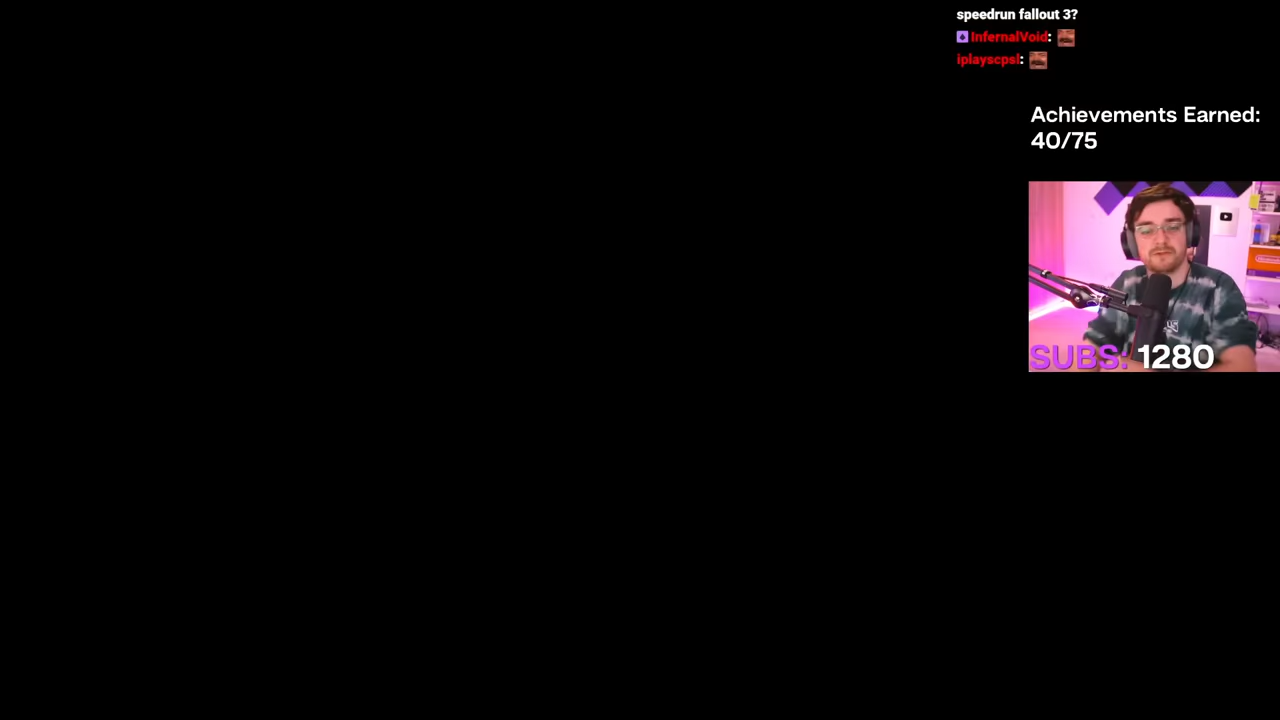 speedrun fallout 3?
InfernalVoid:
iplayscpsl:
Achievements Earned:
40/75
SUBS: 1280